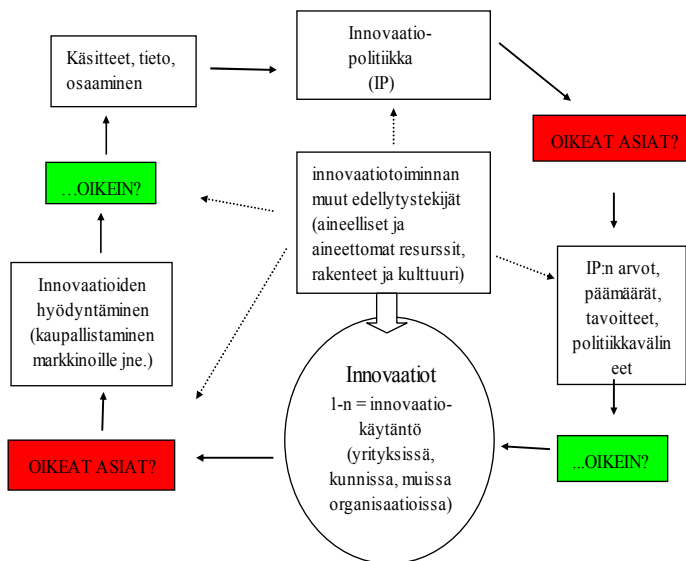 Käsitteet, tieto,
osaaminen
Innovaatio-
politiikka
(IP)
OIKEAT ASIAT?
...OIKEIN?
innovaatiotoiminnan
muut edellytystekijät
(aineelliset ja
aineettomat resurssit,
rakenteet ja kulttuuri)
Innovaatioiden
hyödyntäminen
(kaupallistaminen
markkinoille jne.)
IP:n arvot,
päämäärät,
tavoitteet,
politiikkavälin
eet
Innovaatiot
1-n = innovaatio-
käytäntö
(yrityksissä,
kunnissa, muissa
organisaatioissa)
OIKEAT ASIAT?
...OIKEIN?